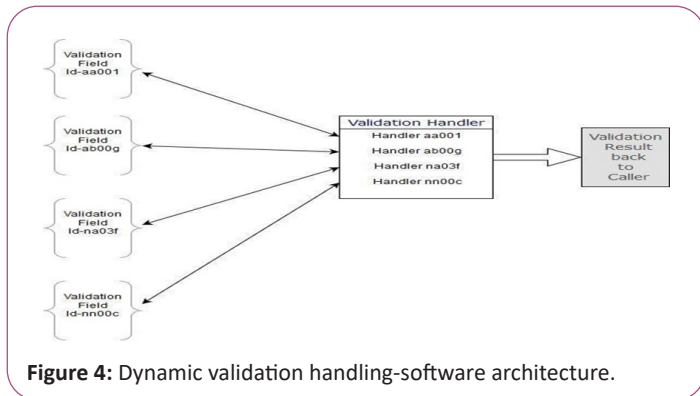 Validation
Field
Id-aa001
Validation
Field
Id-ab00g
Validation
Field
Id-na03f
Validation
Field
Id-nn00c
Validation Handler
Handler aa001
Handler ab00g
Handler na03f
Handler nn00c
Validation
Result
back
to
Caller
Figure 4: Dynamic validation handling-software architecture.